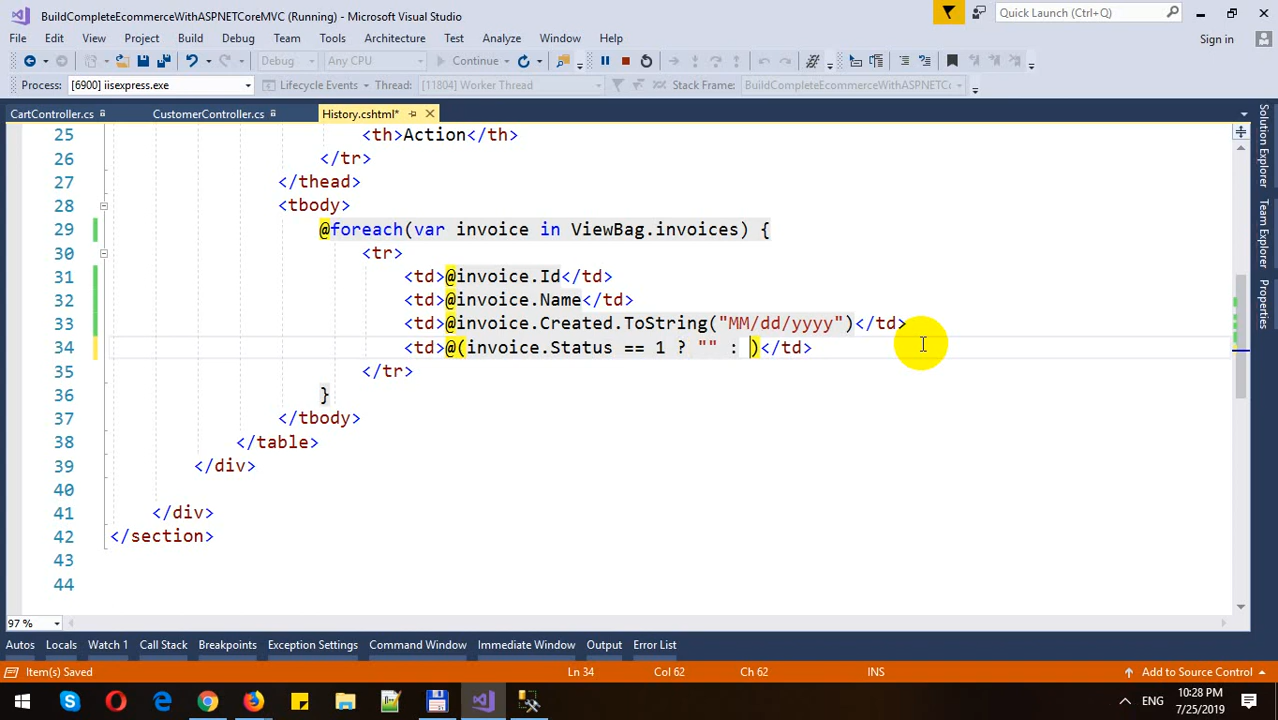 BuildCompleteEcommerceWithASPNETCoreMVC (Running) - Microsoft Visual Studio
Quick Launch (Ctrl+Q)
File Edit View Project Build Debug Team Tools Architecture Test Analyze Window Help
Sign in
Debug Any CPU Continue
Process: [6900] iisexpress.exe Lifecycle Events Thread: [11804] Worker Thread Stack Frame: BuildCompleteEcommerceWithASPNETCoreMVC
CartController.cs CustomerController.cs History.cshtml*
25 <th>Action</th>
26 </tr>
27 </thead>
28 <tbody>
29 @foreach(var invoice in ViewBag.invoices) {
30 <tr>
31 <td>@invoice.Id</td>
32 <td>@invoice.Name</td>
33 <td>@invoice.Created.ToString("MM/dd/yyyy")</td>
34 <td>@(invoice.Status == 1 ? "" : )</td>
35 </tr>
36 }
37 </tbody>
38 </table>
39 </div>
40
41 </div>
42 </section>
43
44
Solution Explorer
Team Explorer
Properties
97 %
Autos Locals Watch 1 Call Stack Breakpoints Exception Settings Command Window Immediate Window Output Error List
Item(s) Saved Ln 34 Col 62 Ch 62 INS Add to Source Control
ENG
10:28 PM
7/25/2019